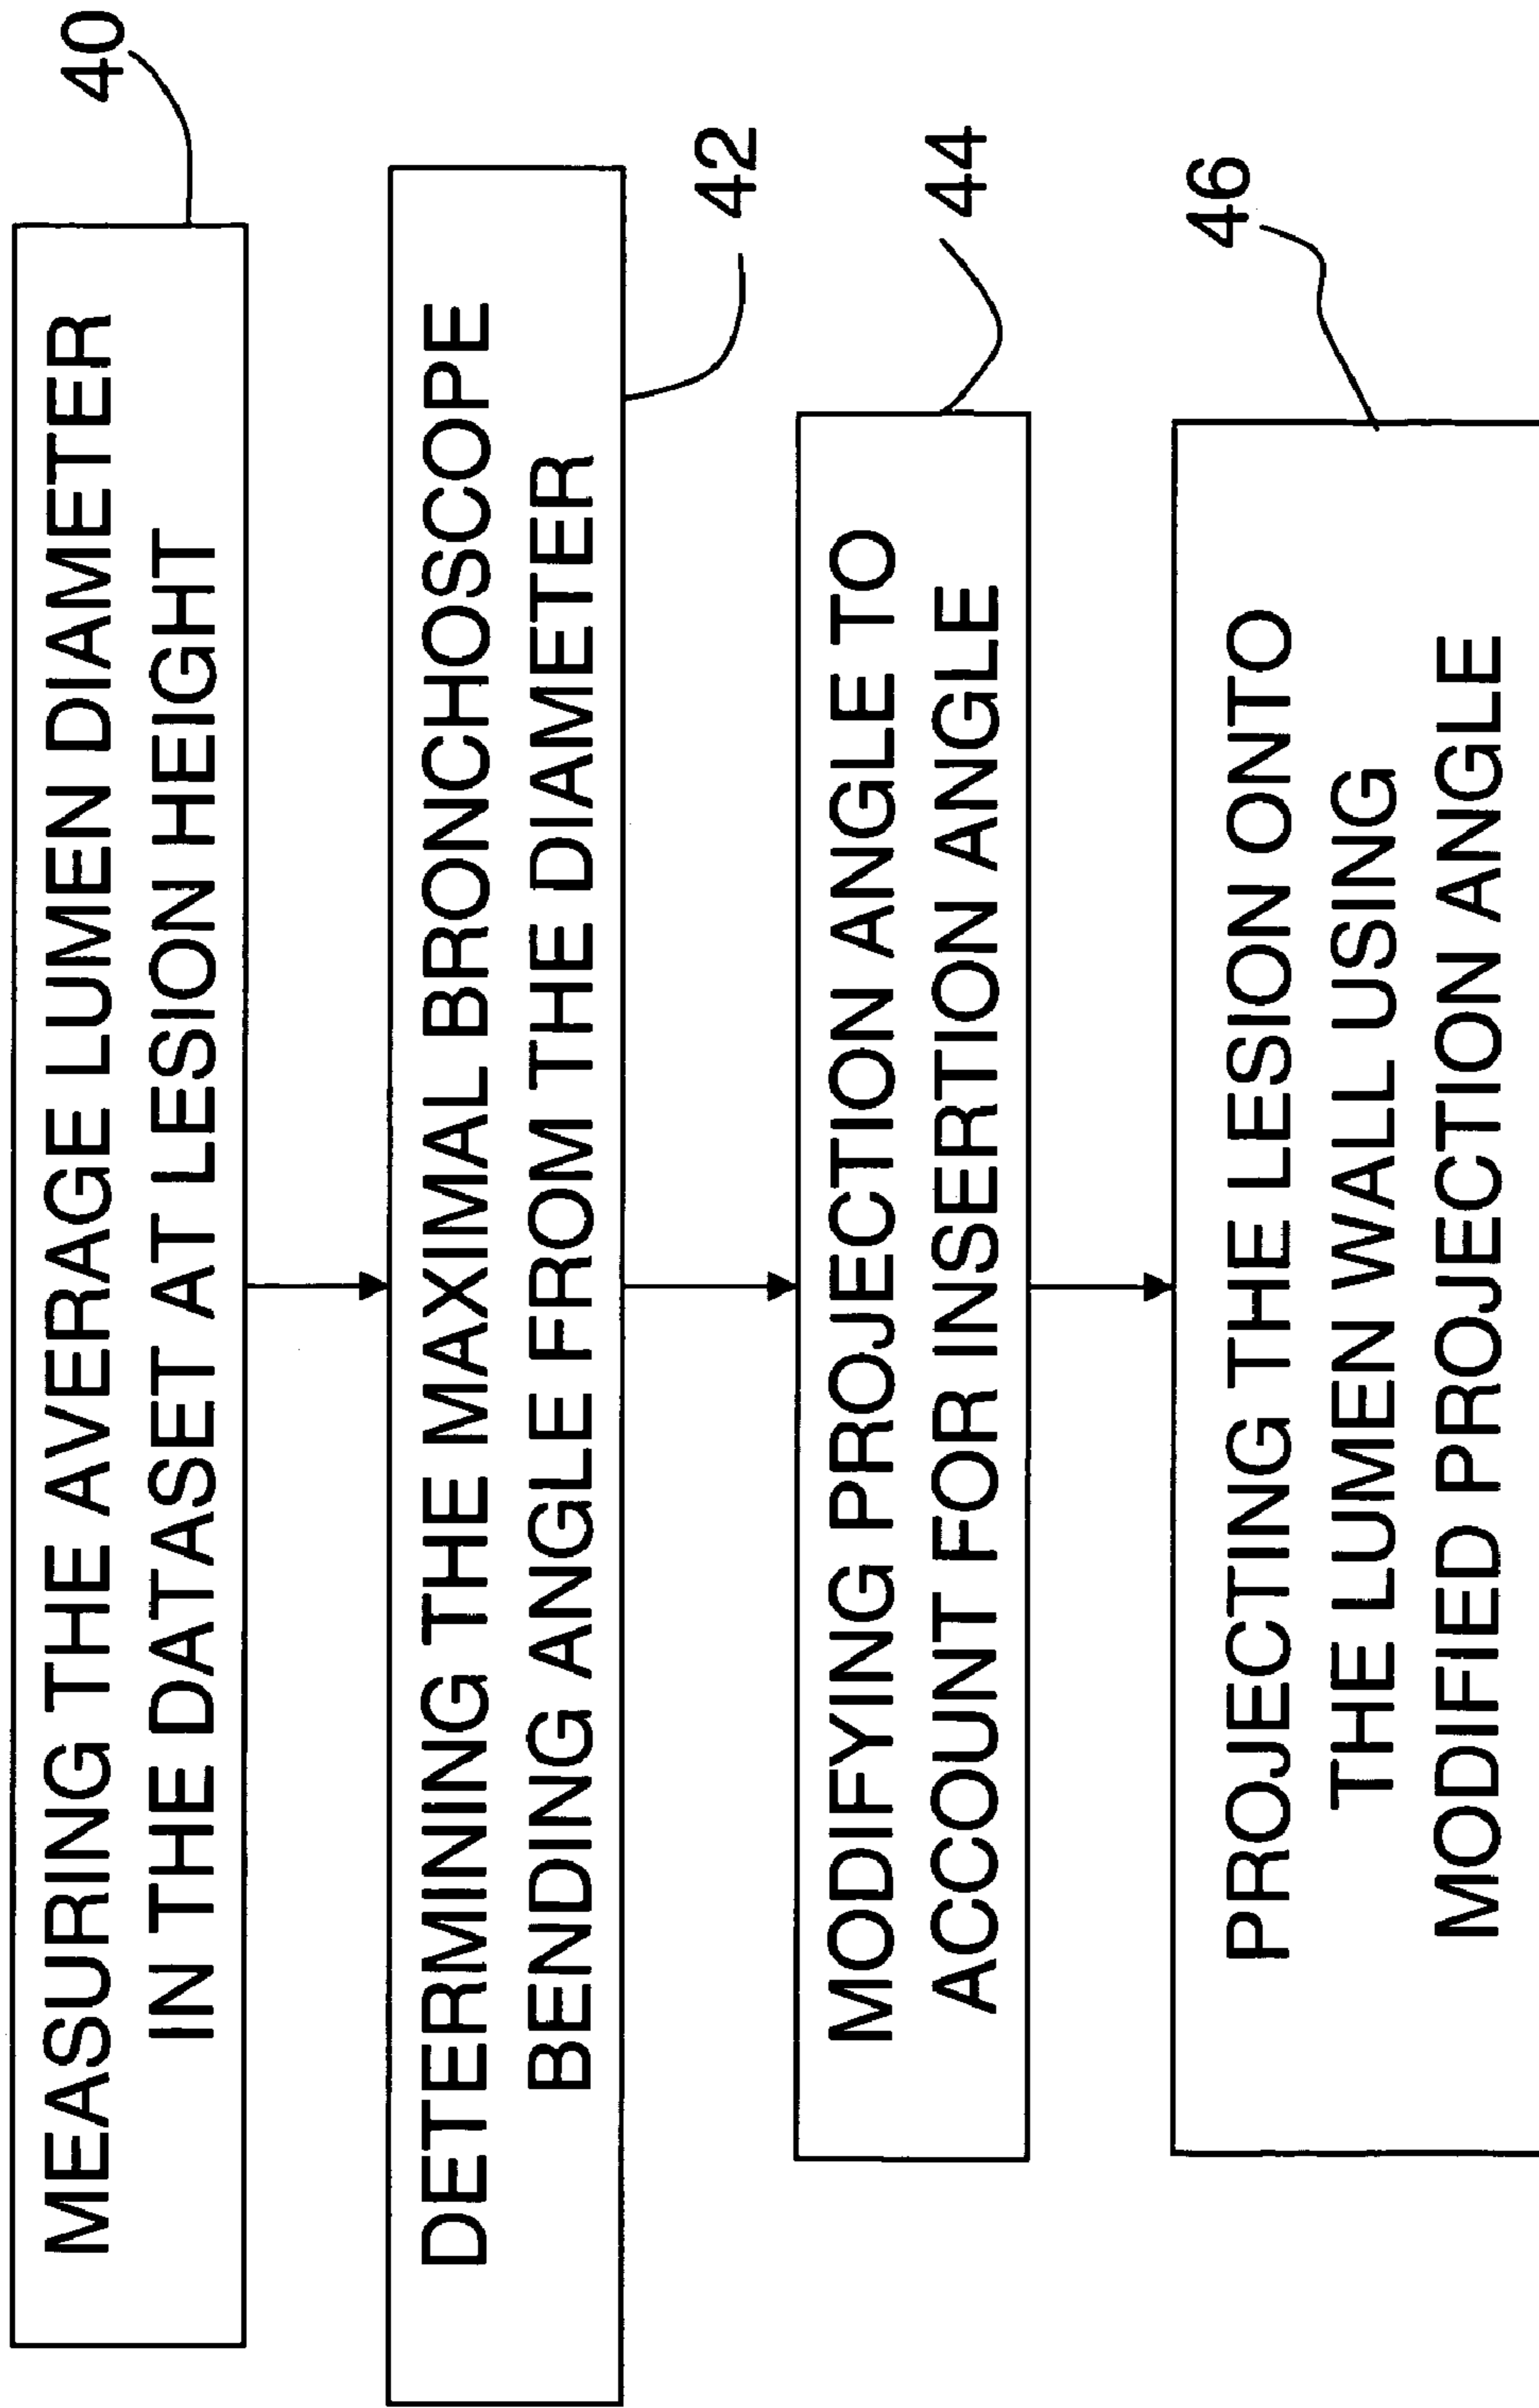 MEASURING THE AVERAGE LUMEN DIAMETER
IN THE DATASET AT LESION HEIGHT
40
DETERMINING THE MAXIMAL BRONCHOSCOPE
BENDING ANGLE FROM THE DIAMETER
42
MODIFYING PROJECTION ANGLE TO
ACCOUNT FOR INSERTION ANGLE
44
PROJECTING THE LESION ONTO
THE LUMEN WALL USING
MODIFIED PROJECTION ANGLE
46